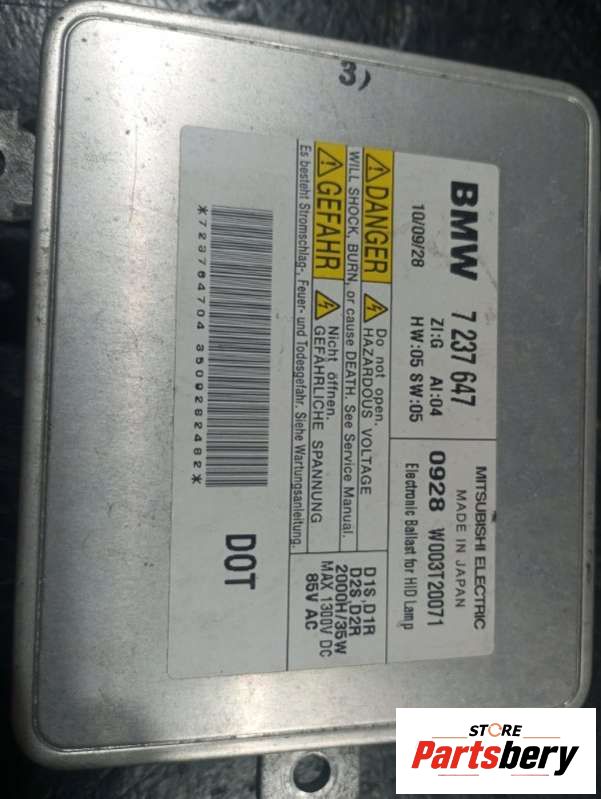 3)
BMW 7 237 647
10/09/28
ZI:G AI:04
HW:05 SW:05
MITSUBISHI ELECTRIC
MADE IN JAPAN
0928 W003T20071
Electronic Ballast for HID Lamp
DANGER
Do not open.
HAZARDOUS VOLTAGE
WILL SHOCK, BURN, or cause DEATH. See Service Manual.
GEFAHR
Nicht öffnen.
GEFÄHRLICHE SPANNUNG
Es besteht Stromschlag-, Feuer- und Todesgefahr. Siehe Wartungsanleitung.
D1S,D1R
D2S,D2R
2000H/35W
MAX 1300V DC
85V AC
*723764704 3509282482*
DOT
STORE
Partsbery